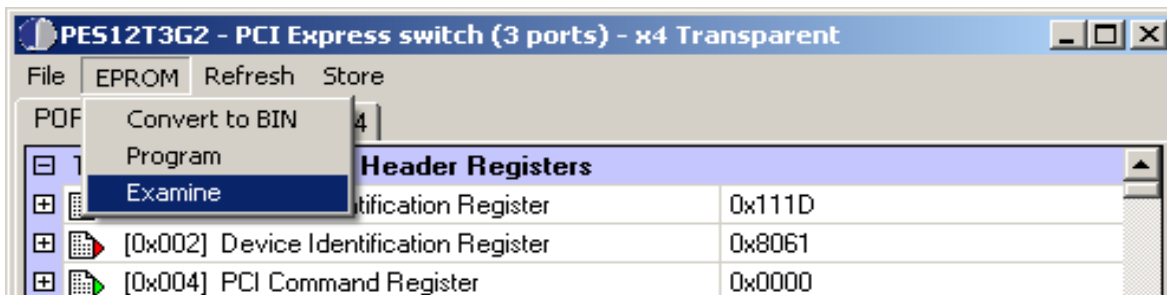 PES12T3G2 - PCI Express switch (3 ports) - x4 Transparent
File EPROM Refresh Store
Convert to BIN 4
Program
Header Registers
Examine
Register 0x111D
[0x002] Device Identification Register 0x8061
[0x004] PCI Command Register 0x0000